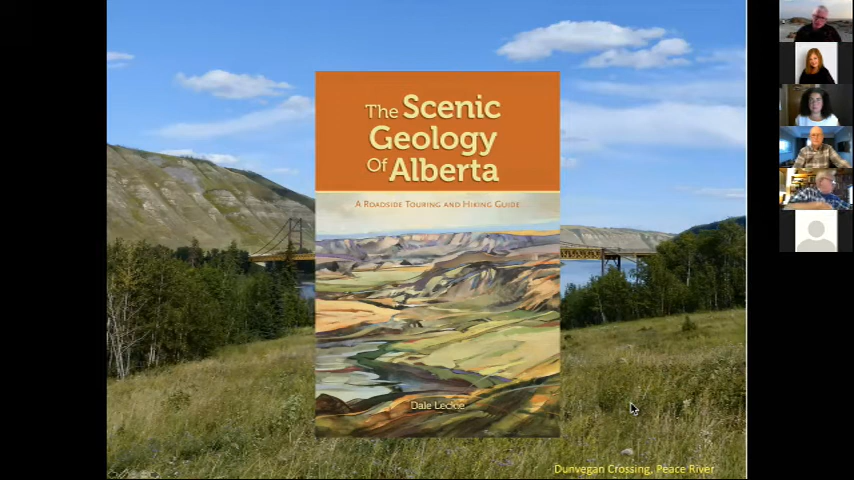 The Scenic
Geology
Of Alberta
A Roadside Touring and Hiking Guide
Dale Leckie
Dunvegan Crossing, Peace River